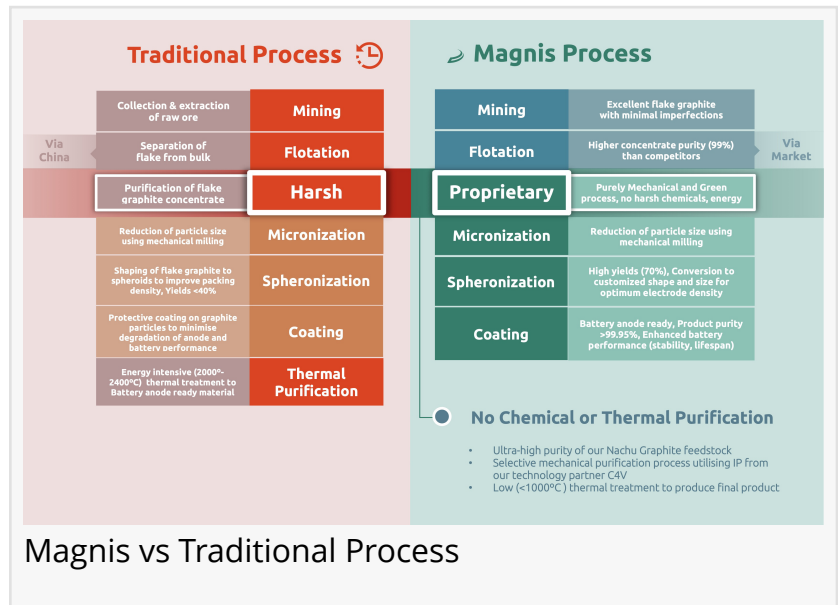 Traditional Process
Magnis Process
Collection & extraction
of raw ore
Mining
Mining
Excellent flake graphite
with minimal imperfections
Via
China
Separation of
flake from bulk
Flotation
Flotation
Higher concentrate purity (99%)
than competitors
Via
Market
Purification of flake
graphite concentrate
Harsh
Proprietary
Purely Mechanical and Green
process, no harsh chemicals, energy
Reduction of particle size
using mechanical milling
Micronization
Micronization
Reduction of particle size using
mechanical milling
Shaping of flake graphite to
spheroids to improve packing
density, Yields <40%
Spheronization
Spheronization
High yields (70%), Conversion to
customized shape and size for
optimum electrode density
Protective coating on graphite
particles to minimise
degradation of anode and
battery performance
Coating
Coating
Battery anode ready, Product purity
>99.95%, Enhanced battery
performance (stability, lifespan)
Energy intensive (2000º-
2400ºC) thermal treatment to
Battery anode ready material
Thermal
Purification
No Chemical or Thermal Purification
• Ultra-high purity of our Nachu Graphite feedstock
• Selective mechanical purification process utilising IP from
our technology partner C4V
• Low (<1000ºC ) thermal treatment to produce final product
Magnis vs Traditional Process